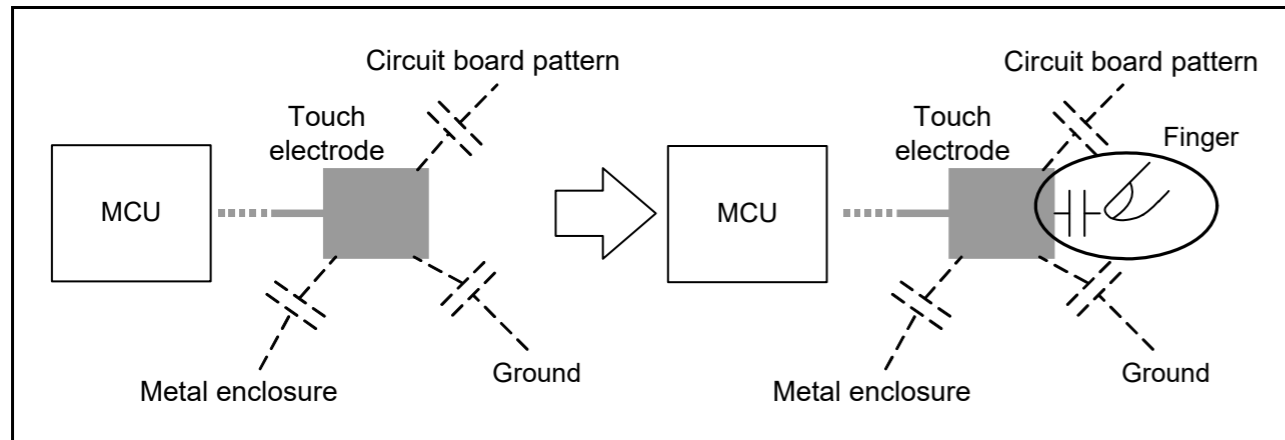 Circuit board pattern
Touch
electrode
MCU
Metal enclosure
Ground
Circuit board pattern
Touch
electrode
Finger
MCU
Metal enclosure
Ground